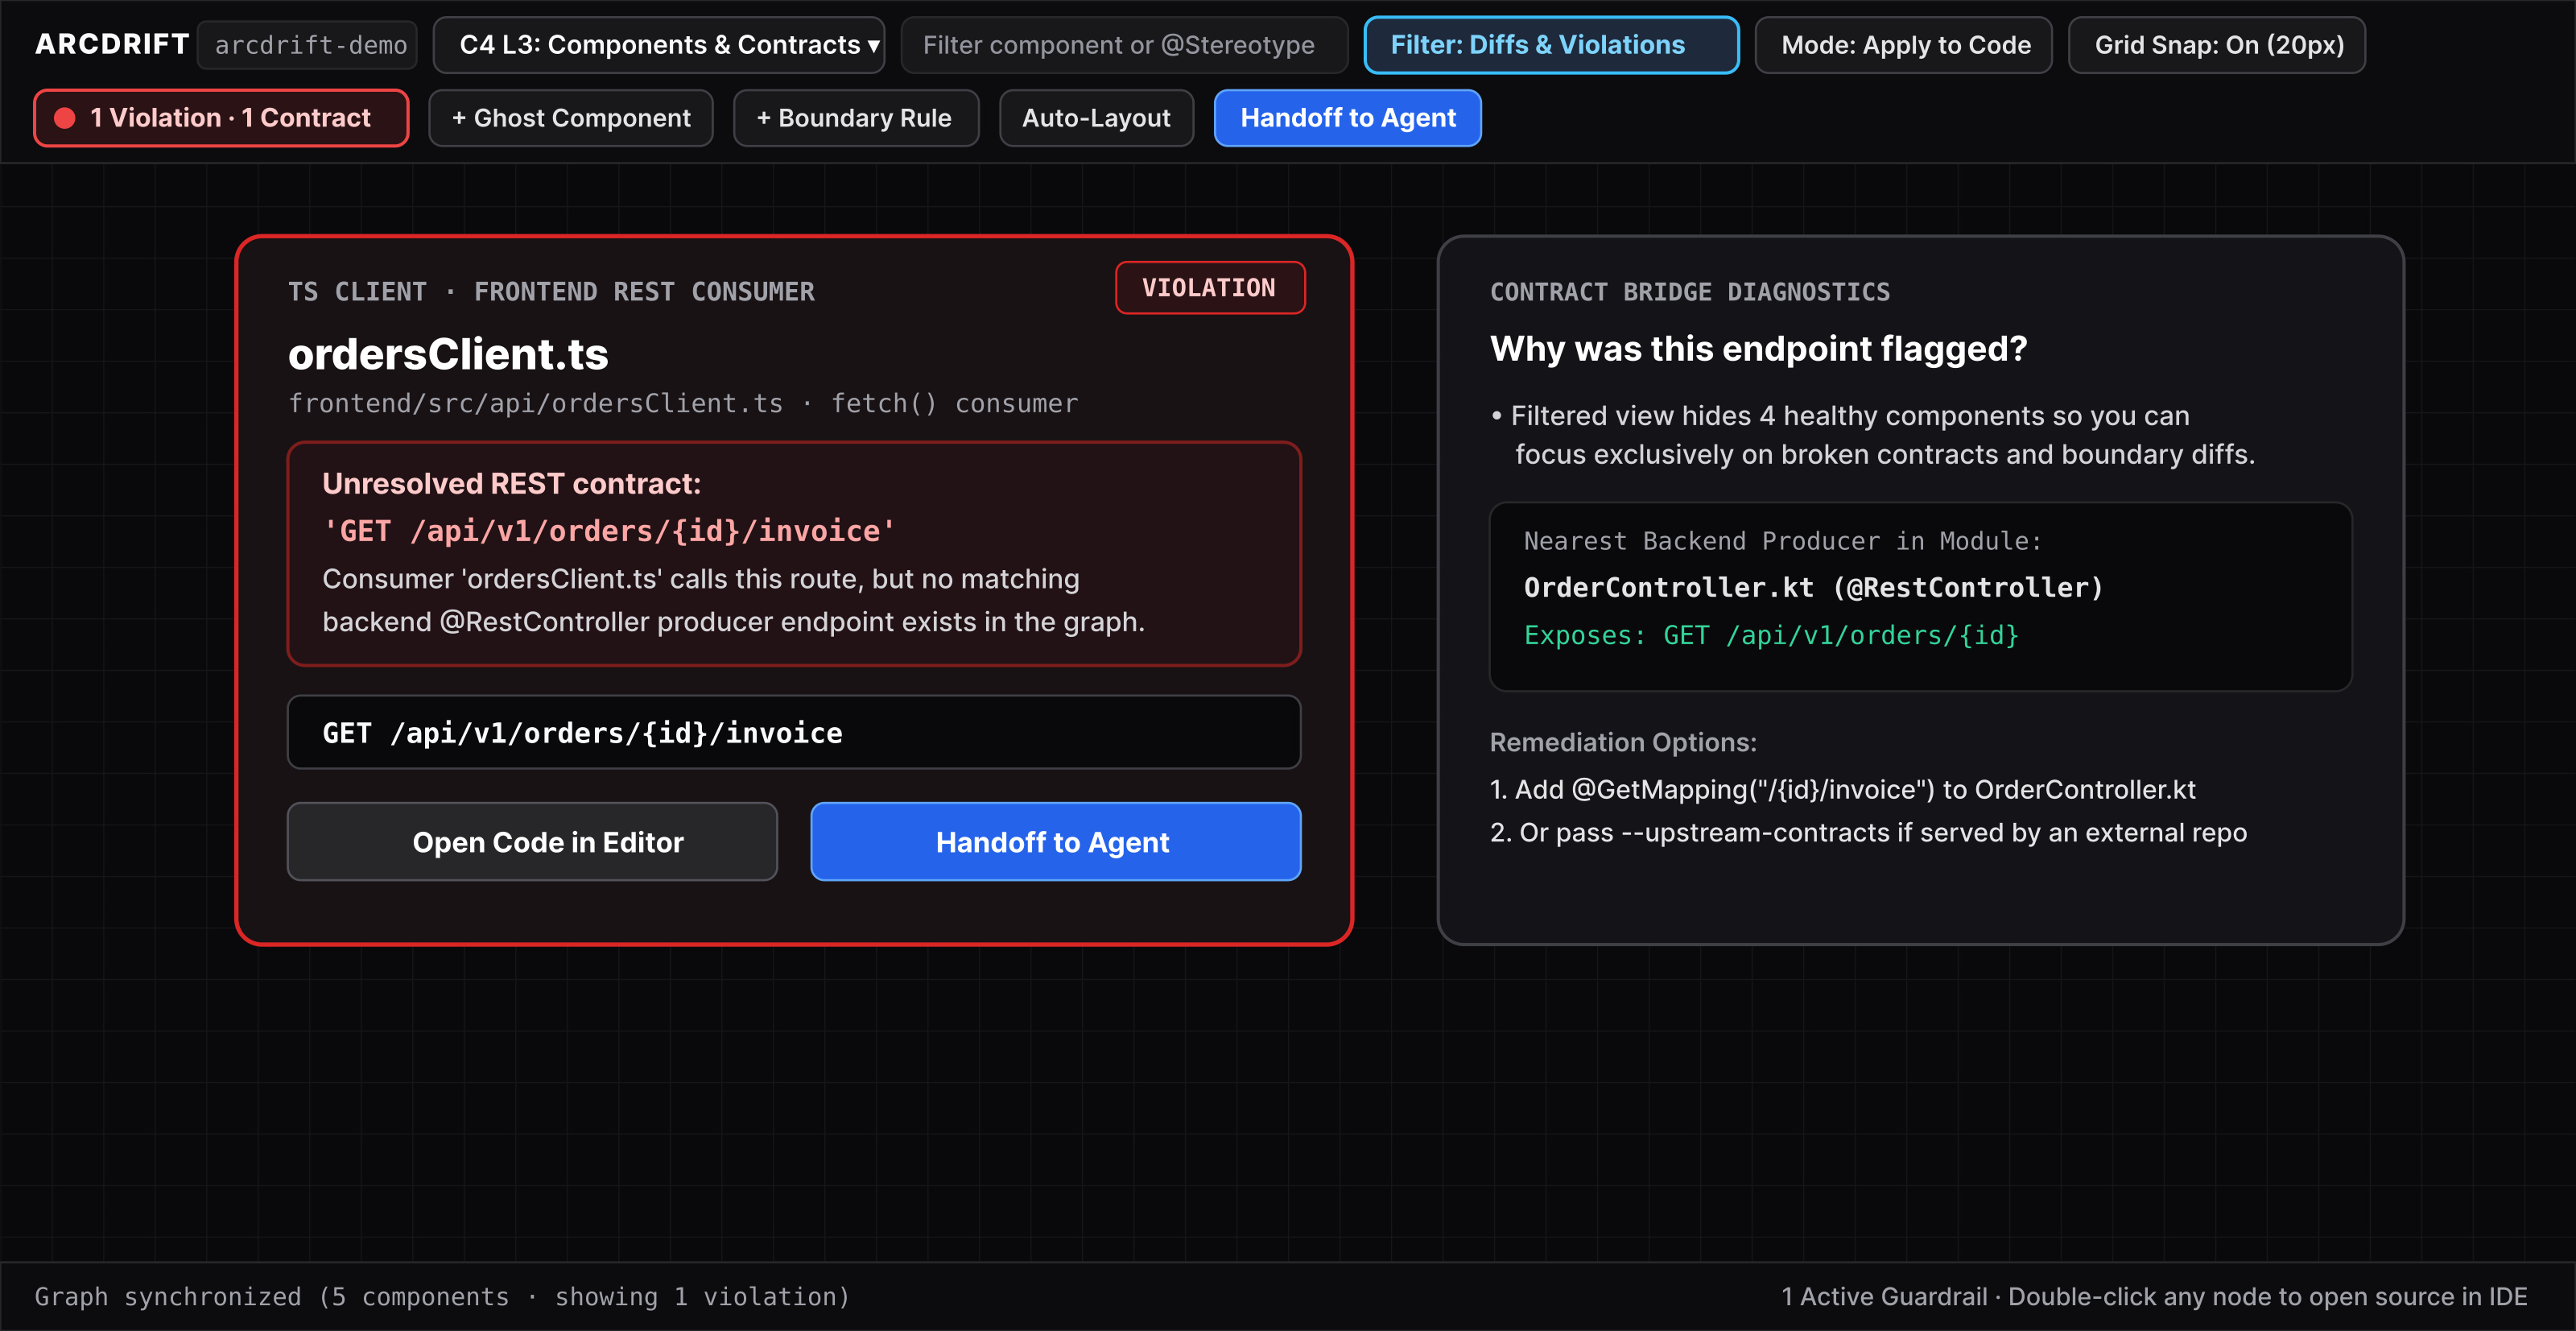 ARCDRIFT arcdrift-demo C4 L3: Components & Contracts ▾ Filter component or @Stereotype Filter: Diffs & Violations Mode: Apply to Code Grid Snap: On (20px)
1 Violation · 1 Contract + Ghost Component + Boundary Rule Auto-Layout Handoff to Agent
TS CLIENT · FRONTEND REST CONSUMER VIOLATION
ordersClient.ts
frontend/src/api/ordersClient.ts · fetch() consumer
Unresolved REST contract:
'GET /api/v1/orders/{id}/invoice'
Consumer 'ordersClient.ts' calls this route, but no matching
backend @RestController producer endpoint exists in the graph.
GET /api/v1/orders/{id}/invoice
Open Code in Editor Handoff to Agent
CONTRACT BRIDGE DIAGNOSTICS
Why was this endpoint flagged?
• Filtered view hides 4 healthy components so you can
focus exclusively on broken contracts and boundary diffs.
Nearest Backend Producer in Module:
OrderController.kt (@RestController)
Exposes: GET /api/v1/orders/{id}
Remediation Options:
1. Add @GetMapping("/{id}/invoice") to OrderController.kt
2. Or pass --upstream-contracts if served by an external repo
Graph synchronized (5 components · showing 1 violation) 1 Active Guardrail · Double-click any node to open source in IDE